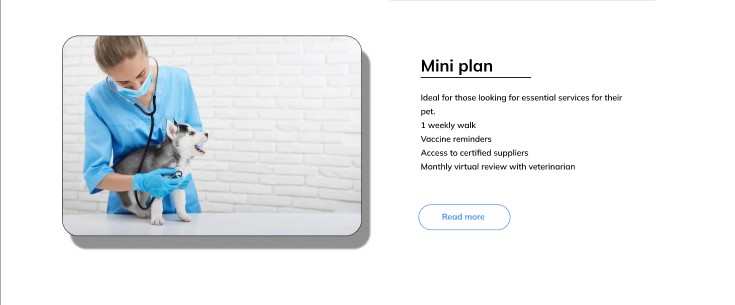 Mini plan
Ideal for those looking for essential services for their
pet.
1 weekly walk
Vaccine reminders
Access to certified suppliers
Monthly virtual review with veterinarian
Read more